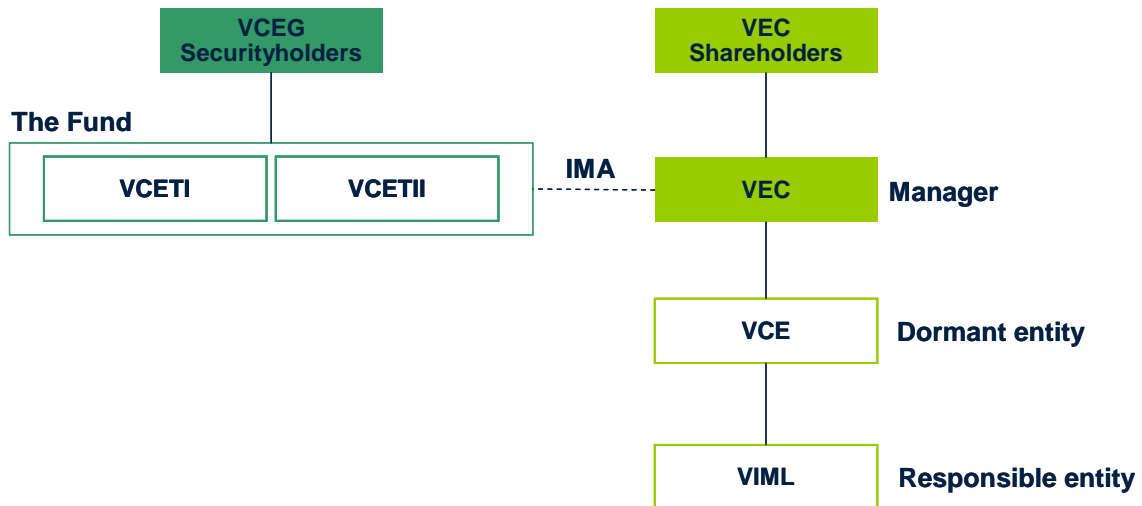 VCEG
Securityholders
VEC
Shareholders
The Fund
VCETI
VCETII
IMA
VEC
Manager
VCE
Dormant entity
VIML
Responsible entity